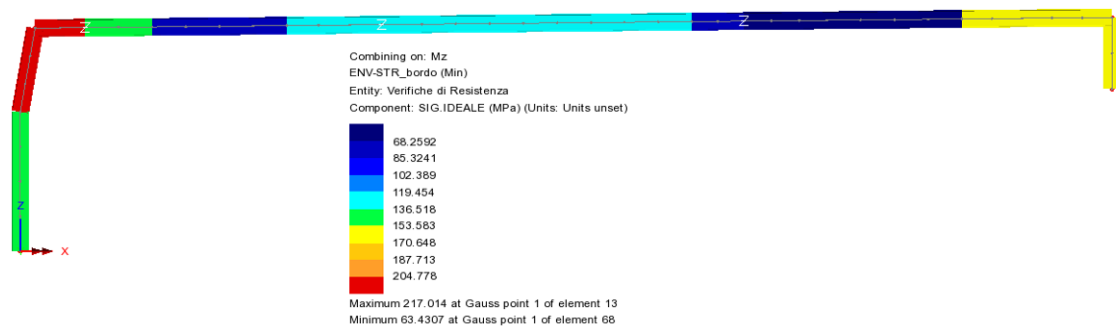 Z
Z
Z
Combining on: Mz
ENV-STR_bordo (Min)
Entity: Verifiche di Resistenza
Component: SIG.IDEALE (MPa) (Units: Units unset)
68.2592
85.3241
102.389
119.454
136.518
153.583
170.648
187.713
204.778
Z
X
Maximum 217.014 at Gauss point 1 of element 13
Minimum 63.4307 at Gauss point 1 of element 68